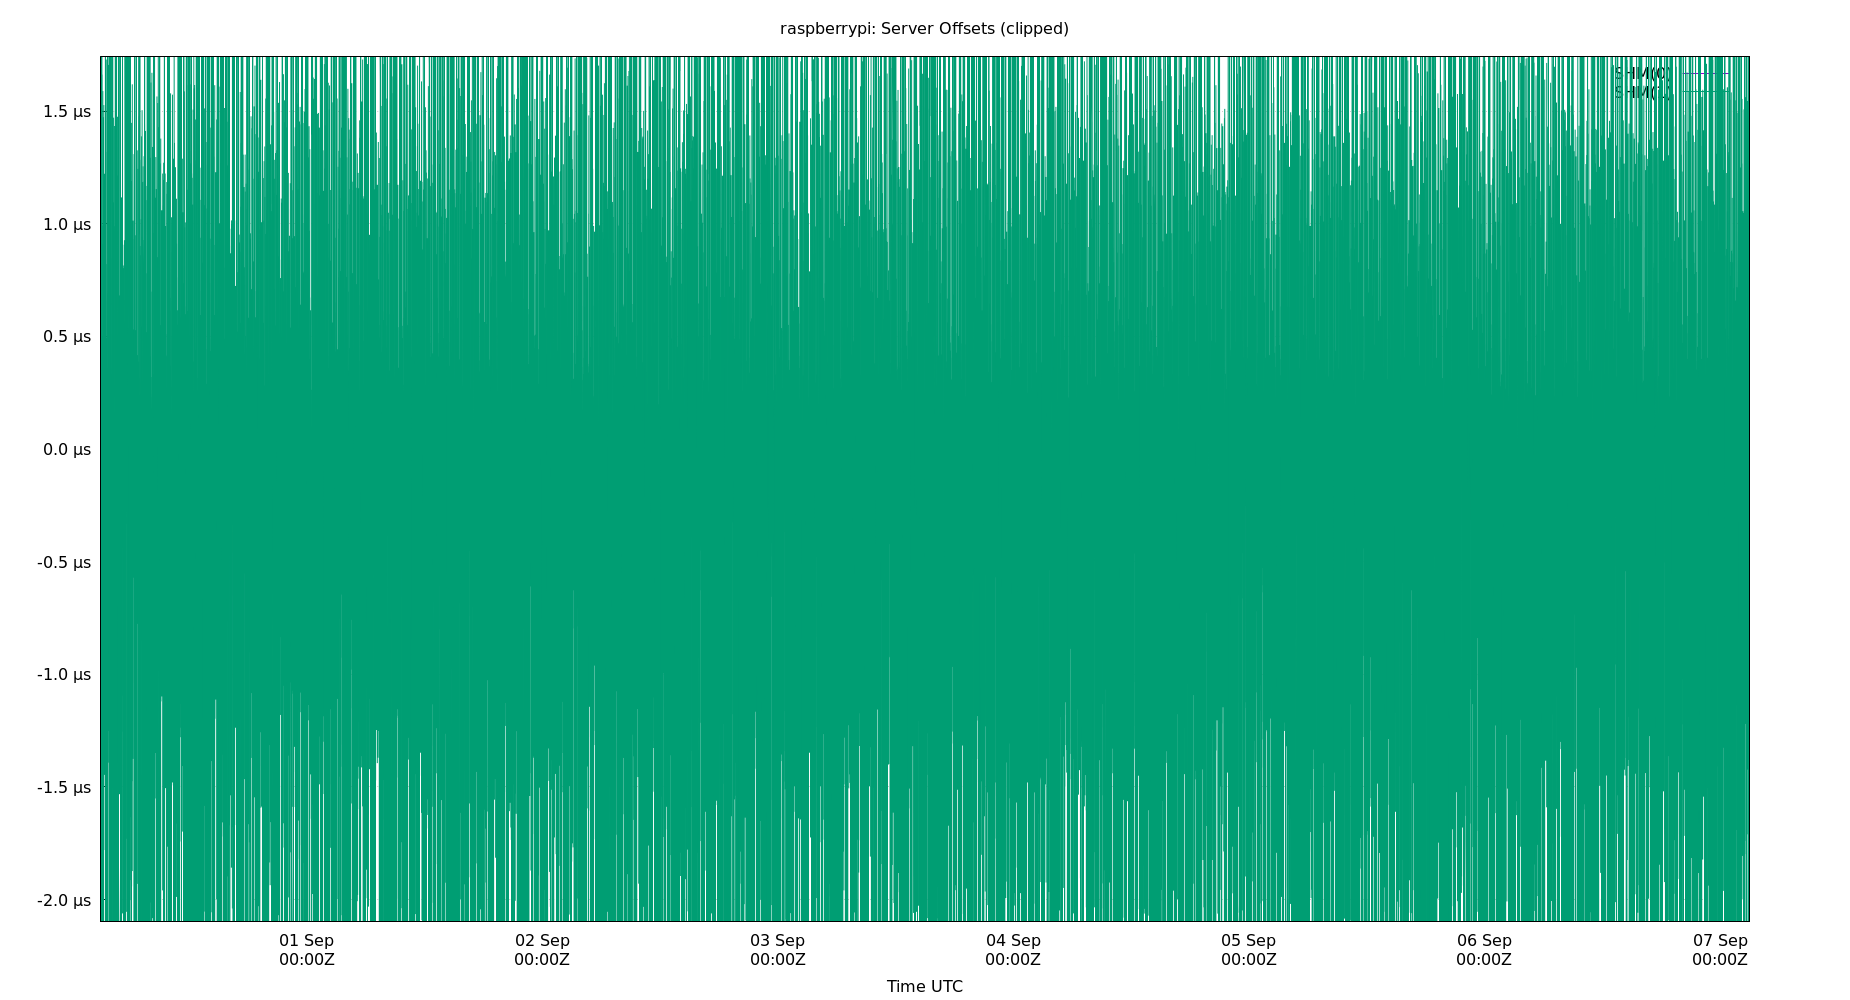 raspberrypi: Server Offsets (clipped)
SHM(0)
1.5 µs
1.0 µs
0.5 µs
0.0 µs
-0.5 µs
-1.0 µs
-1.5 µs
-2.0 µs
01 Sep
00:00Z
02 Sep
00:00Z
03 Sep
00:00Z
04 Sep
00:00Z
05 Sep
00:00Z
06 Sep
00:00Z
07 Sep
00:00Z
Time UTC